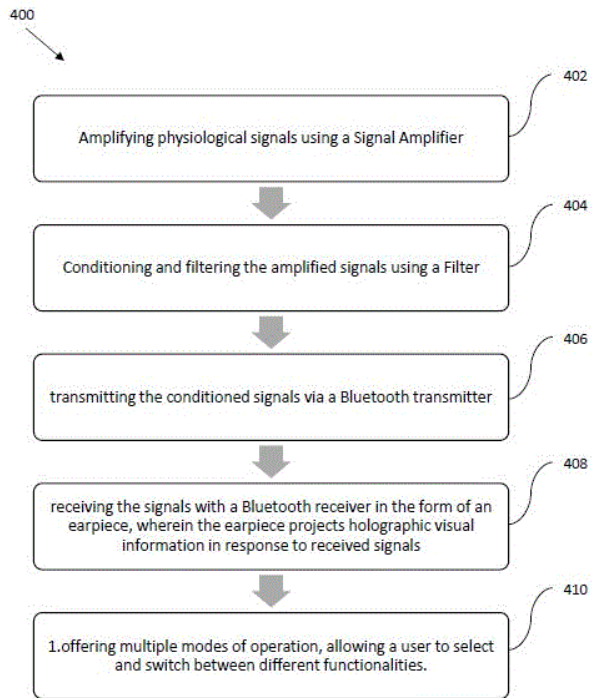 400
402
Amplifying physiological signals using a Signal Amplifier
404
Conditioning and filtering the amplified signals using a Filter
406
transmitting the conditioned signals via a Bluetooth transmitter
408
receiving the signals with a Bluetooth receiver in the form of an
earpiece, wherein the earpiece projects holographic visual
information in response to received signals
410
1.offering multiple modes of operation, allowing a user to select
and switch between different functionalities.